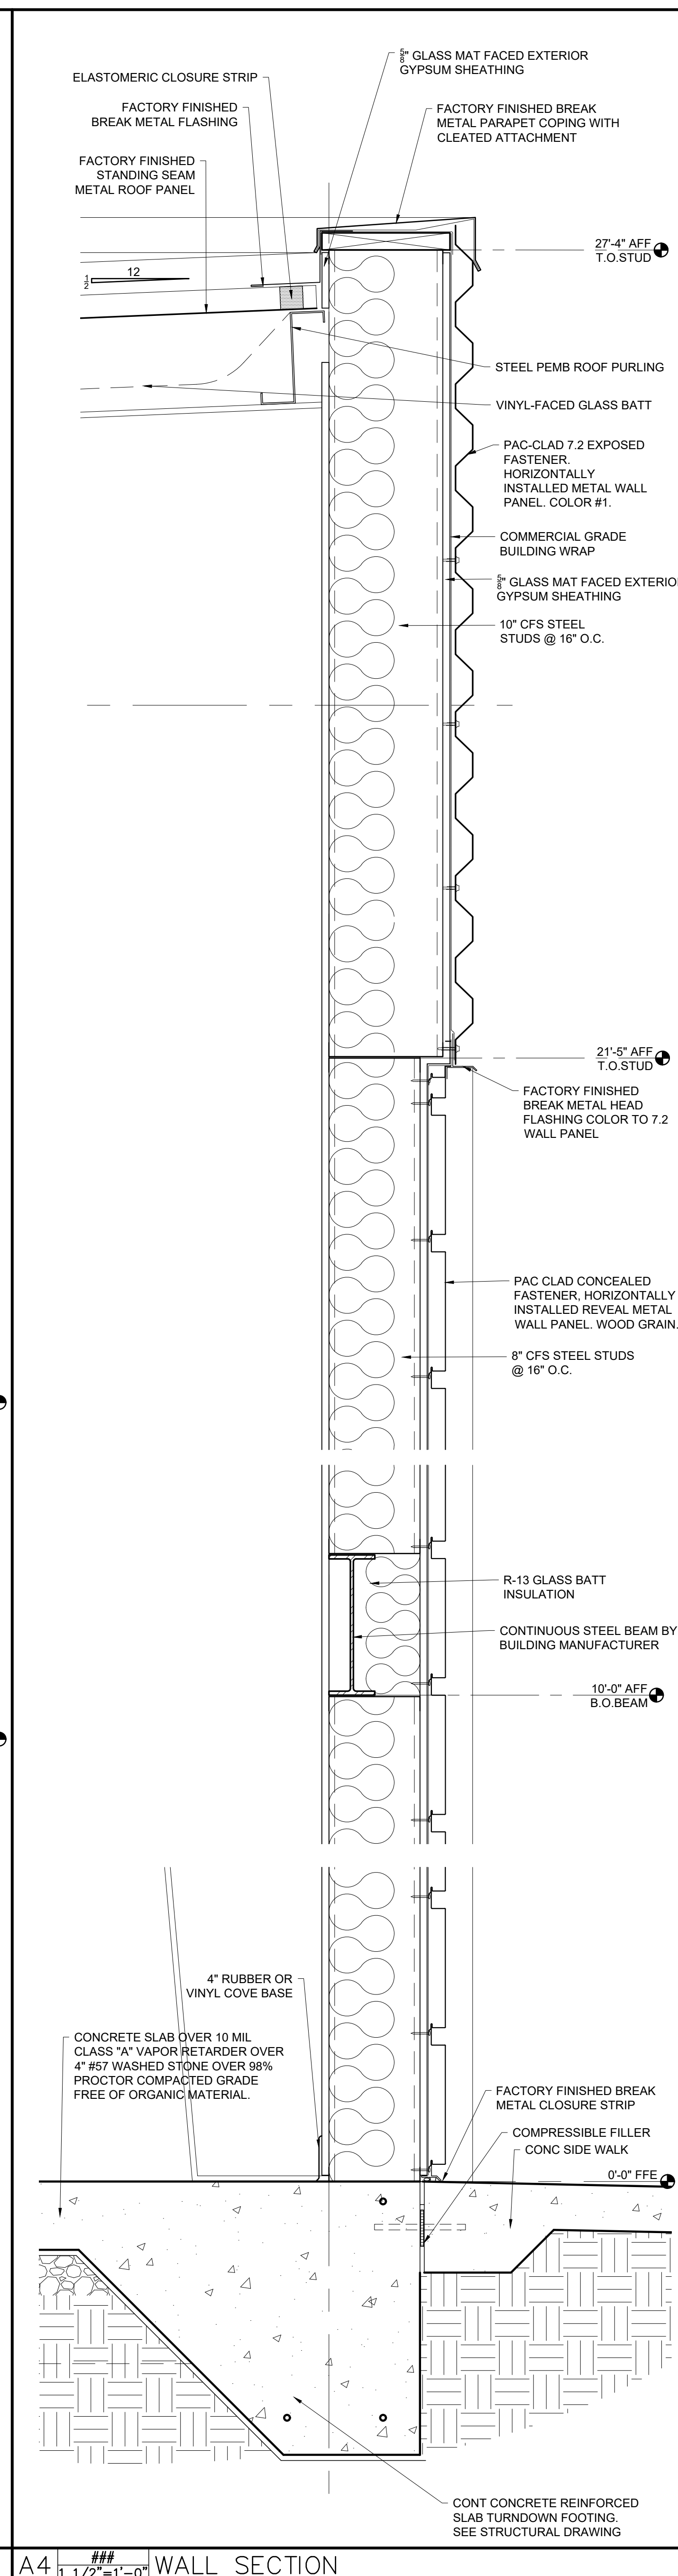 5/8" GLASS MAT FACED EXTERIOR
GYPSUM SHEATHING
ELASTOMERIC CLOSURE STRIP
FACTORY FINISHED
BREAK METAL FLASHING
FACTORY FINISHED BREAK
METAL PARAPET COPING WITH
CLEATED ATTACHMENT
FACTORY FINISHED
STANDING SEAM
METAL ROOF PANEL
27'-4" AFF
T.O.STUD
12
1/2
STEEL PEMB ROOF PURLING
VINYL-FACED GLASS BATT
PAC-CLAD 7.2 EXPOSED
FASTENER.
HORIZONTALLY
INSTALLED METAL WALL
PANEL. COLOR #1.
COMMERCIAL GRADE
BUILDING WRAP
5/8" GLASS MAT FACED EXTERIOR
GYPSUM SHEATHING
10" CFS STEEL
STUDS @ 16" O.C.
21'-5" AFF
T.O.STUD
FACTORY FINISHED
BREAK METAL HEAD
FLASHING COLOR TO 7.2
WALL PANEL
PAC CLAD CONCEALED
FASTENER, HORIZONTALLY
INSTALLED REVEAL METAL
WALL PANEL. WOOD GRAIN.
8" CFS STEEL STUDS
@ 16" O.C.
R-13 GLASS BATT
INSULATION
CONTINUOUS STEEL BEAM BY
BUILDING MANUFACTURER
10'-0" AFF
B.O.BEAM
4" RUBBER OR
VINYL COVE BASE
CONCRETE SLAB OVER 10 MIL
CLASS "A" VAPOR RETARDER OVER
4" #57 WASHED STONE OVER 98%
PROCTOR COMPACTED GRADE
FREE OF ORGANIC MATERIAL.
FACTORY FINISHED BREAK
METAL CLOSURE STRIP
COMPRESSIBLE FILLER
CONC SIDE WALK
0'-0" FFE
CONT CONCRETE REINFORCED
SLAB TURNDOWN FOOTING.
SEE STRUCTURAL DRAWING
A4 ### WALL SECTION
1 1/2"=1'-0"